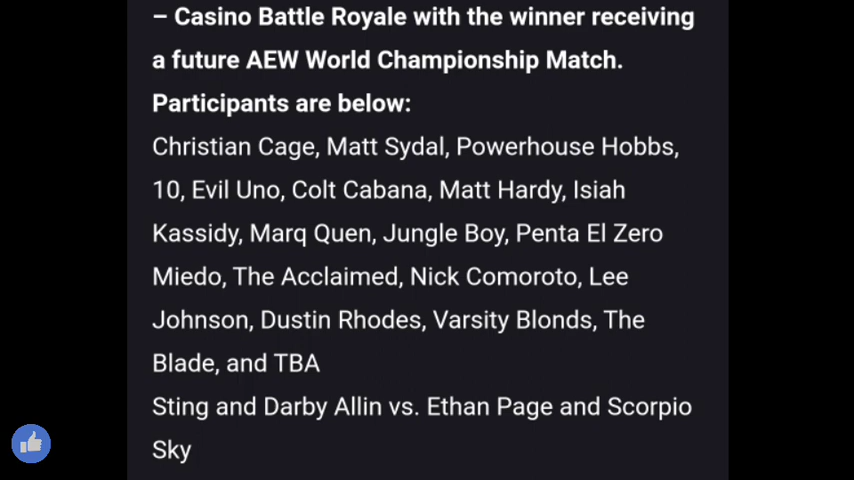 – Casino Battle Royale with the winner receiving
a future AEW World Championship Match.
Participants are below:
Christian Cage, Matt Sydal, Powerhouse Hobbs,
10, Evil Uno, Colt Cabana, Matt Hardy, Isiah
Kassidy, Marq Quen, Jungle Boy, Penta El Zero
Miedo, The Acclaimed, Nick Comoroto, Lee
Johnson, Dustin Rhodes, Varsity Blonds, The
Blade, and TBA
Sting and Darby Allin vs. Ethan Page and Scorpio
Sky